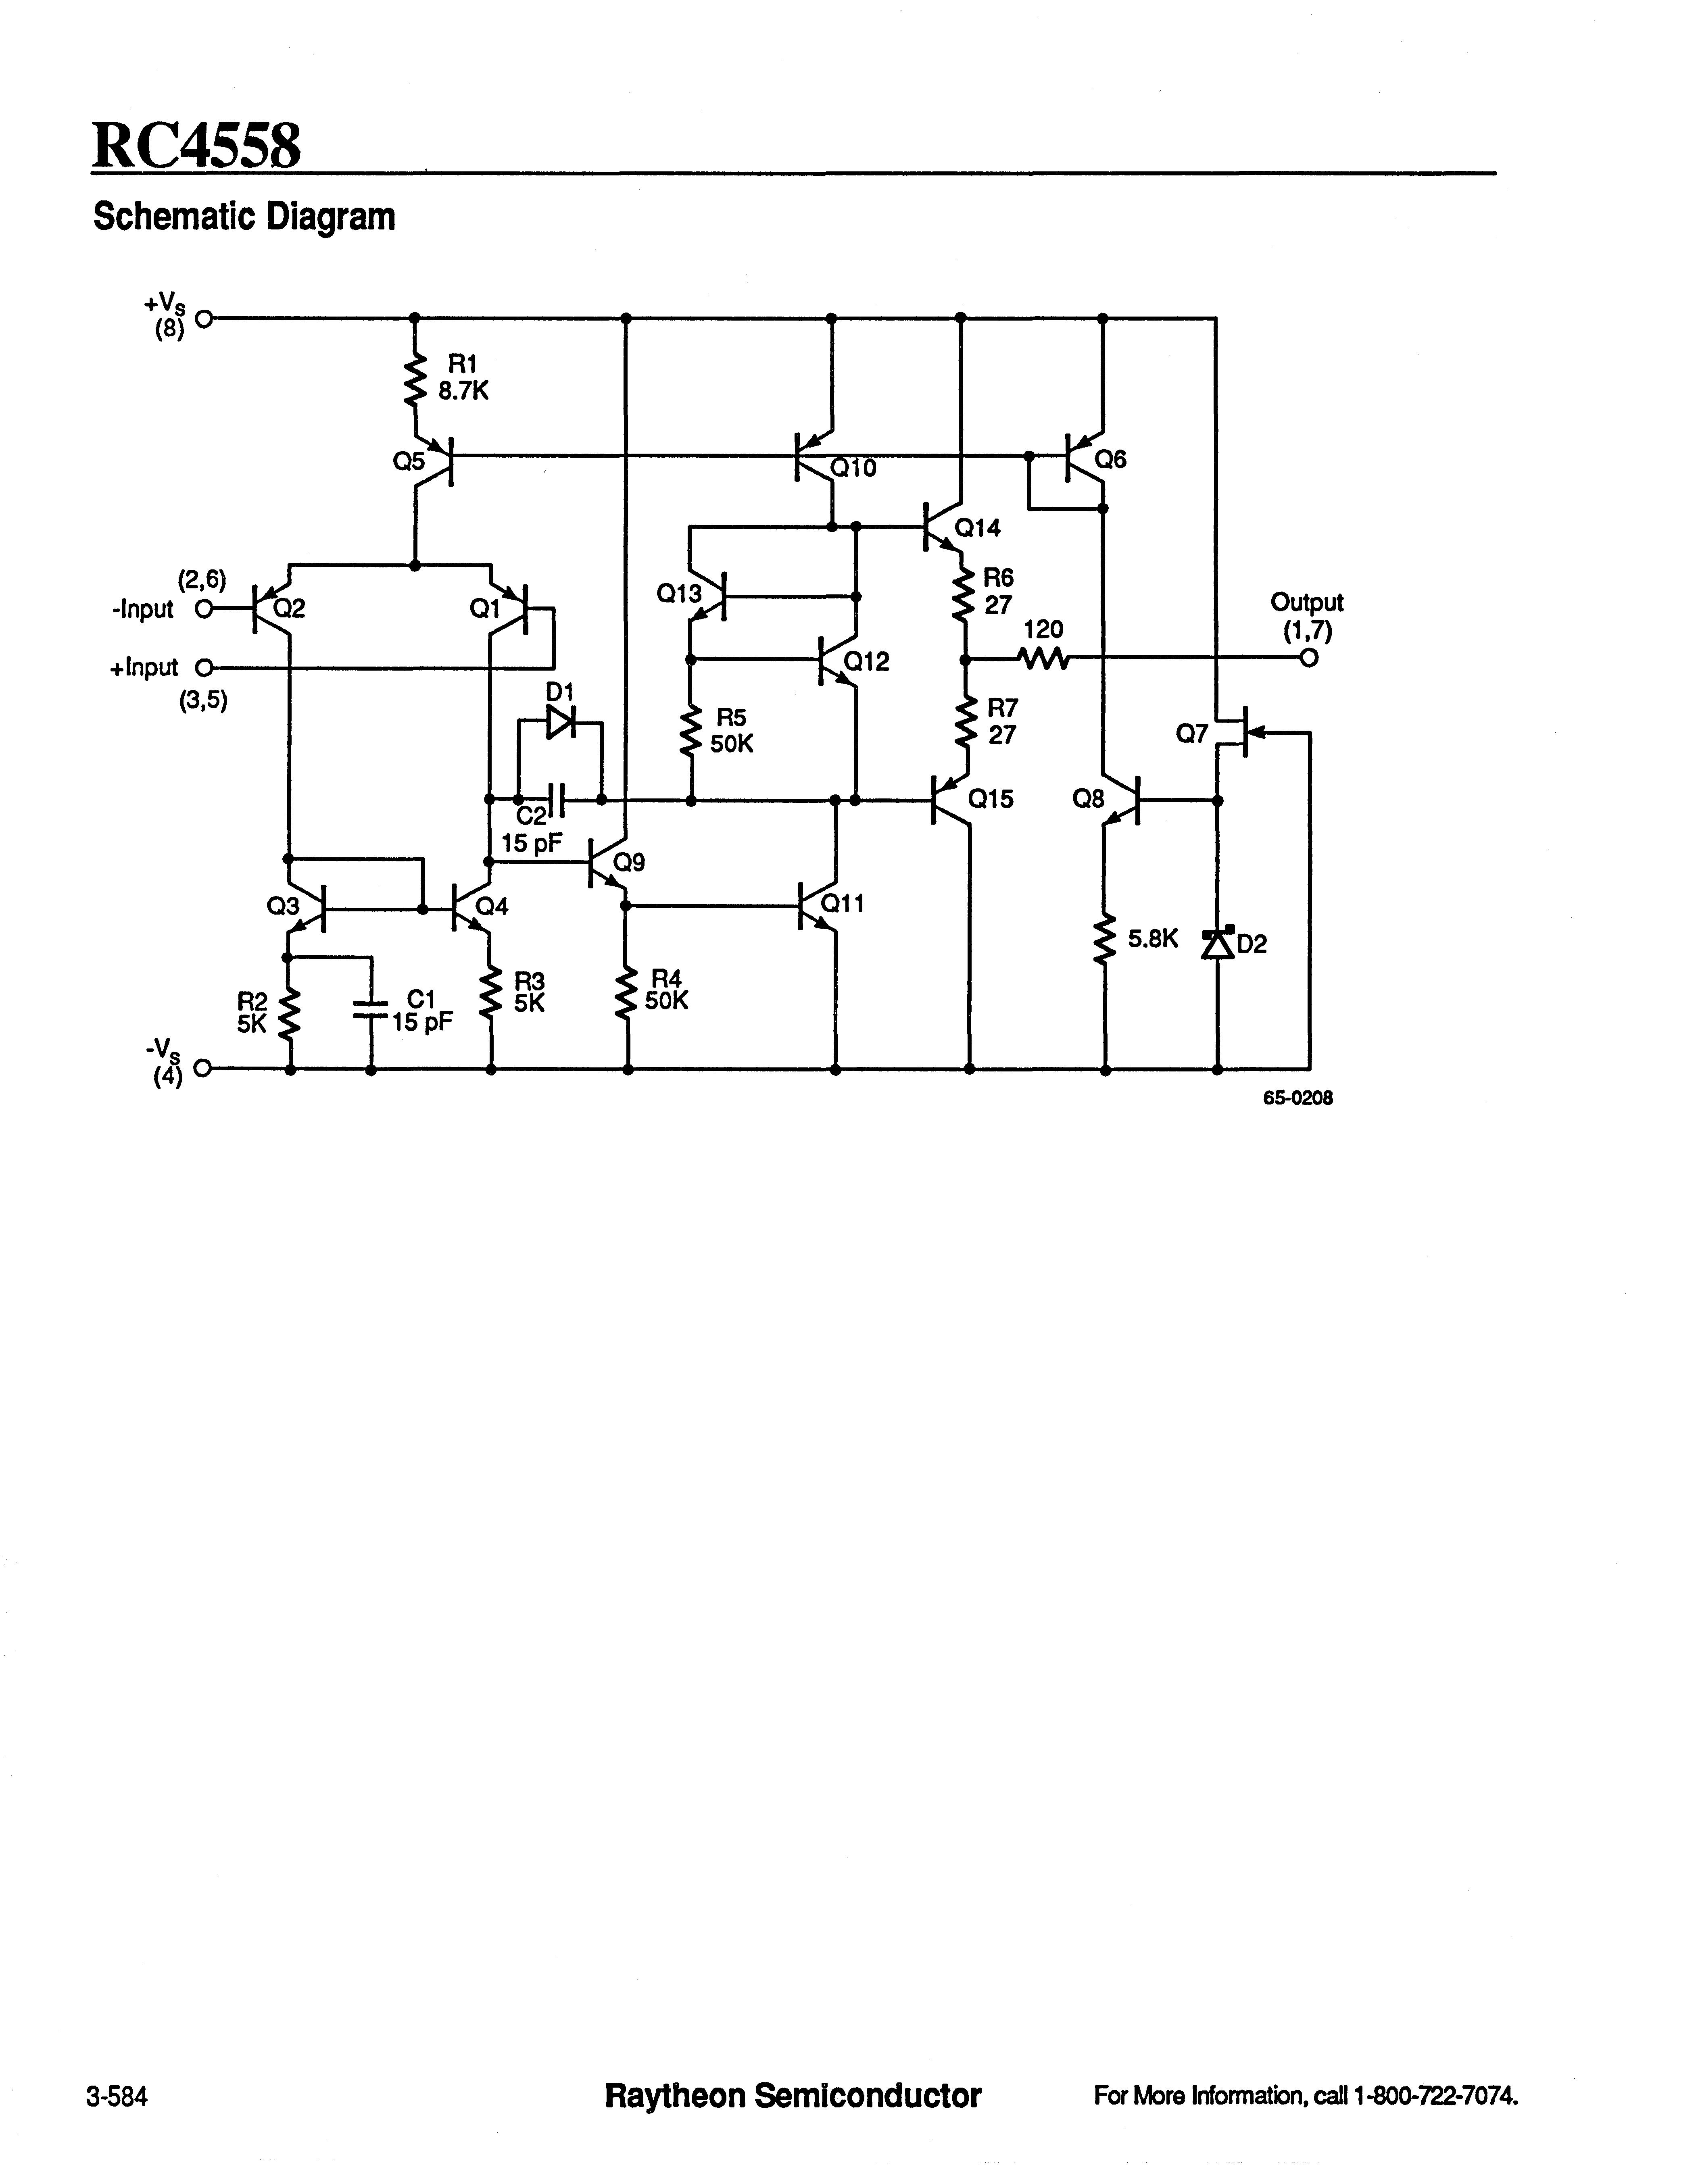 RC4558
Schematic Diagram
+Vs
(8)
R1
8.7K
Q5
Q10
Q6
Q14
(2,6)
-Input
Q2
Q1
Q13
R6
27
Output
(1,7)
120
+Input
(3,5)
Q12
D1
R5
50K
R7
27
Q7
C2
15 pF
Q15
Q8
Q9
Q3
Q4
Q11
5.8K
D2
R2
5K
C1
15 pF
R3
5K
R4
50K
-Vs
(4)
65-0208
3-584
Raytheon Semiconductor
For More Information, call 1-800-722-7074.